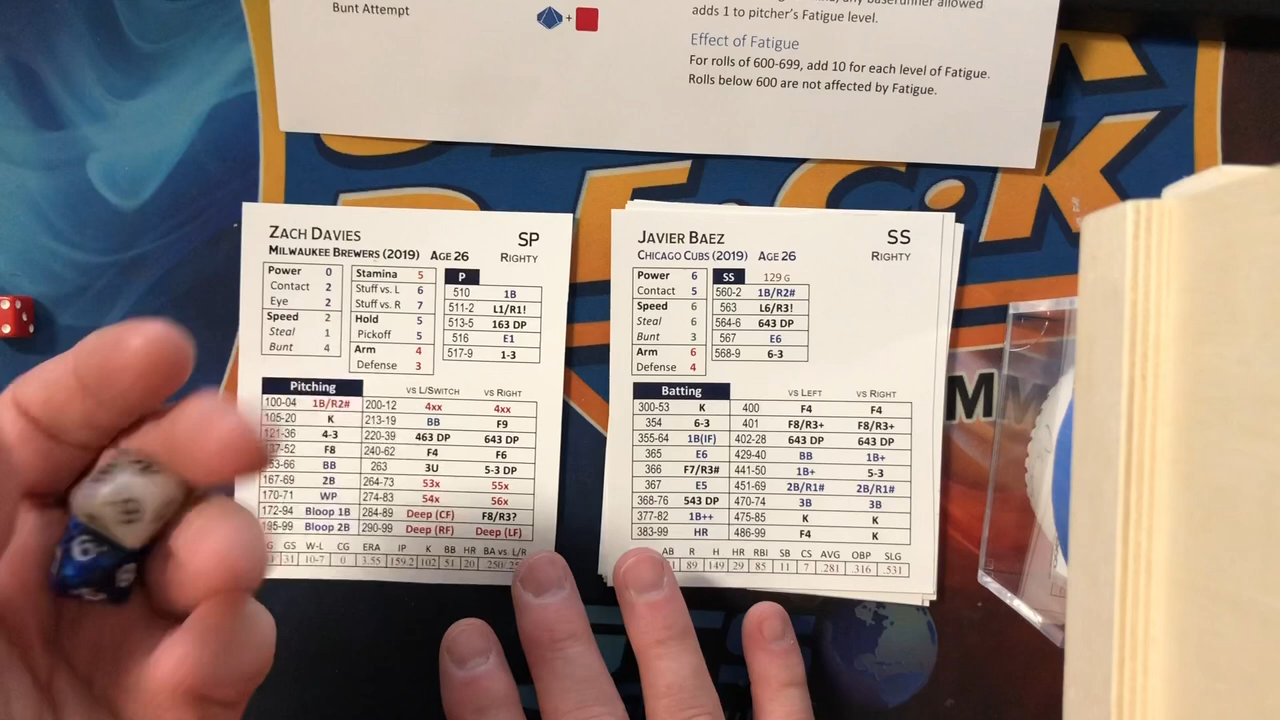 Bunt Attempt
+
any baserunner allowed
adds 1 to pitcher's Fatigue level.
Effect of Fatigue
For rolls of 600-699, add 10 for each level of Fatigue.
Rolls below 600 are not affected by Fatigue.
ZACH DAVIES SP
MILWAUKEE BREWERS (2019) AGE 26 RIGHTY
Power 0
Contact 2
Eye 2
Speed 2
Steal 1
Bunt 4
Stamina 5
Stuff vs. L 6
Stuff vs. R 7
Hold 5
Pickoff 5
Arm 4
Defense 3
P
510 1B
511-2 L1/R1!
513-5 163 DP
516 E1
517-9 1-3
Pitching VS L/SWITCH VS RIGHT
100-04 1B/R2# 200-12 4xx 4xx
105-20 K 213-19 BB F9
121-36 4-3 220-39 463 DP 643 DP
37-52 F8 240-62 F4 F6
53-66 BB 263 3U 5-3 DP
167-69 2B 264-73 53x 55x
170-71 WP 274-83 54x 56x
172-94 Bloop 1B 284-89 Deep (CF) F8/R3?
195-99 Bloop 2B 290-99 Deep (RF) Deep (LF)
G GS W-L CG ERA IP K BB HR BA vs. L/R
31 10-7 0 3.55 159.2 102 51 20 .250
JAVIER BAEZ SS
CHICAGO CUBS (2019) AGE 26 RIGHTY
Power 6
Contact 5
Speed 6
Steal 6
Bunt 3
Arm 6
Defense 4
SS 129 G
560-2 1B/R2#
563 L6/R3!
564-6 643 DP
567 E6
568-9 6-3
Batting VS LEFT VS RIGHT
300-53 K 400 F4 F4
354 6-3 401 F8/R3+ F8/R3+
355-64 1B(IF) 402-28 643 DP 643 DP
365 E6 429-40 BB 1B+
366 F7/R3# 441-50 1B+ 5-3
367 E5 451-69 2B/R1# 2B/R1#
368-76 543 DP 470-74 3B 3B
377-82 1B++ 475-85 K K
383-99 HR 486-99 F4 K
AB R H HR RBI SB CS AVG OBP SLG
89 149 29 85 11 7 .281 .316 .531
6